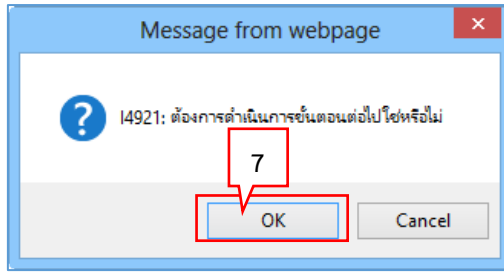 Message from webpage
×
?
I4921: ต้องการดำเนินการขั้นตอนต่อไปใช่หรือไม่
7
OK Cancel